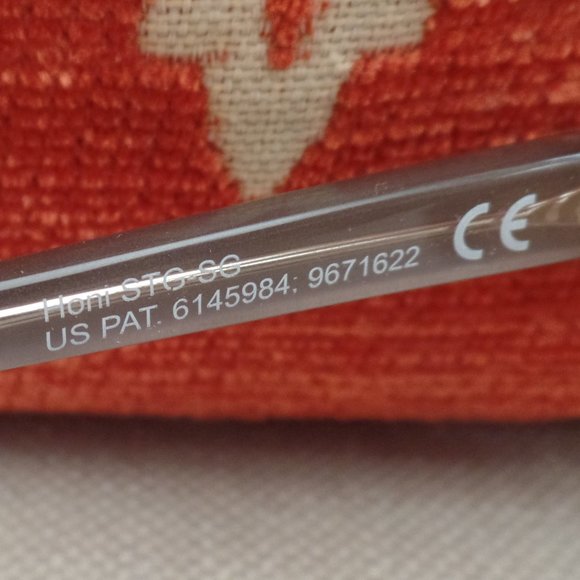 Honi STG-SG
US PAT. 6145984; 9671622
CE